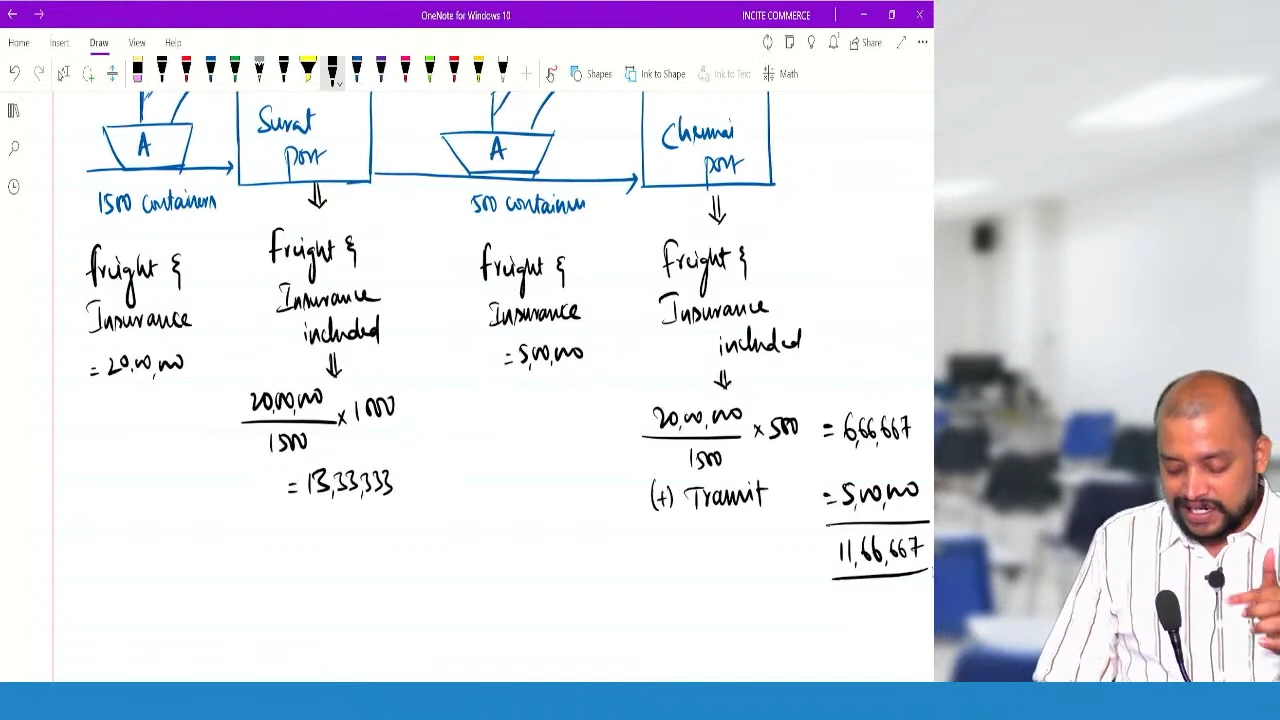 OneNote for Windows 10
INCITE COMMERCE
Home Insert Draw View Help
Share
Shapes
Ink to Shape
Ink to Text
Math
A
Surat
port
A
Chennai
port
1500 containers
500 containers
freight &
Insurance
= 20,00,000
freight &
Insurance
included
20,00,000
1500
× 1000
= 13,33,333
freight &
Insurance
= 5,00,000
freight &
Insurance
included
20,00,000
1500
× 500 = 6,66,667
(+) Transit = 5,00,000
11,66,667